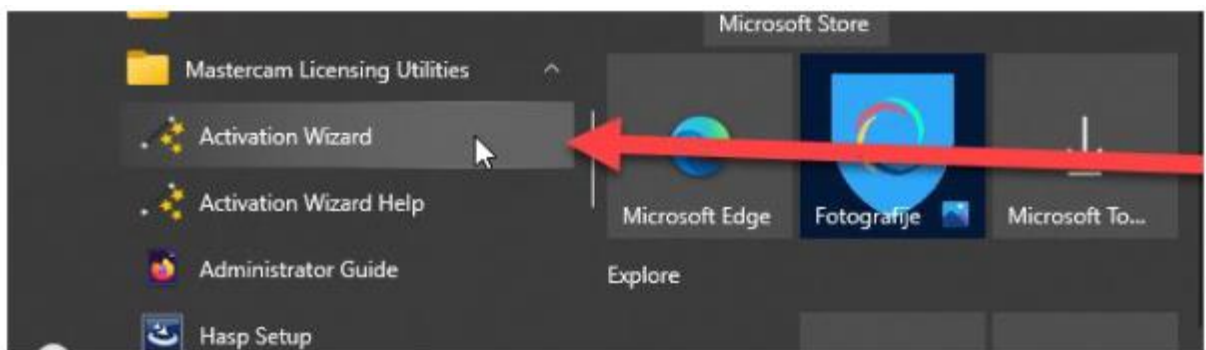 Microsoft Store
Mastercam Licensing Utilities
Activation Wizard
Activation Wizard Help
Microsoft Edge
Fotografije
Microsoft To...
Administrator Guide
Explore
Hasp Setup